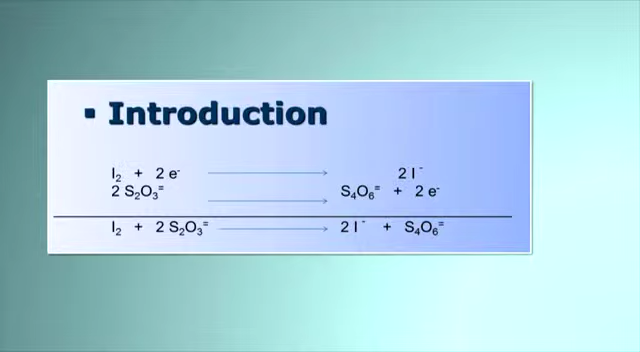 ▪ Introduction
I₂ + 2 e⁻ → 2 I⁻
2 S₂O₃⁼ → S₄O₆⁼ + 2 e⁻
I₂ + 2 S₂O₃⁼ → 2 I⁻ + S₄O₆⁼